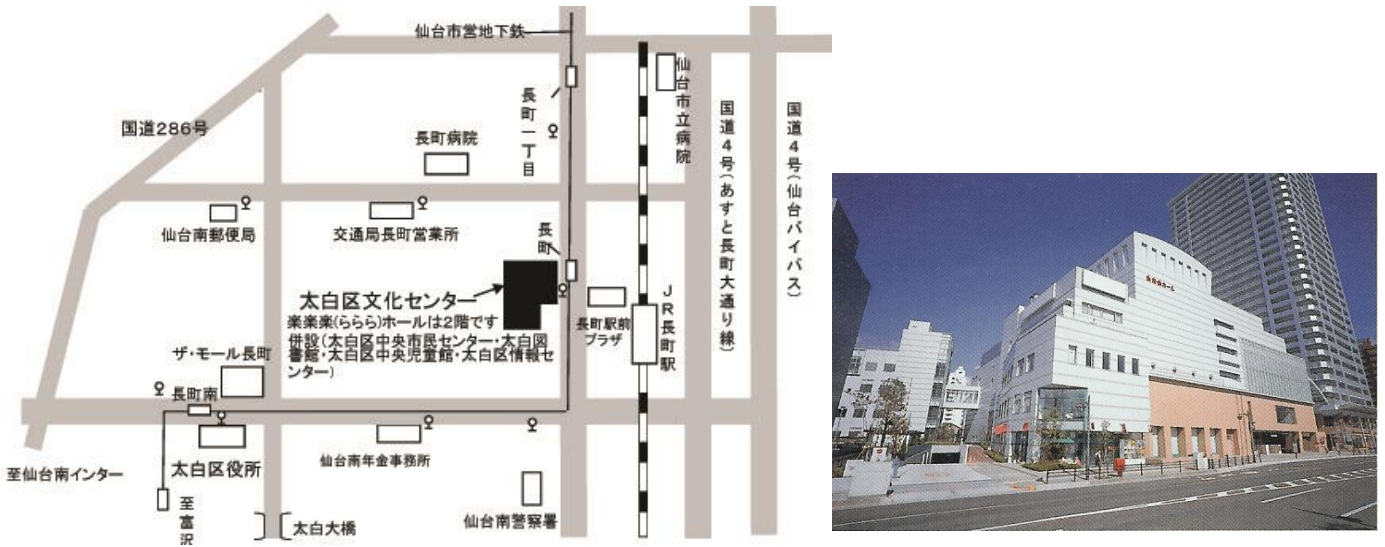 仙台市営地下鉄
仙台市立病院
長町一丁目
国道4号(あすと長町大通り線)
国道4号(仙台バイパス)
国道286号
長町病院
仙台南郵便局
交通局長町営業所
長町
太白区文化センター
楽楽楽(ららら)ホールは2階です
併設(太白区中央市民センター・太白図
書館・太白区中央児童館・太白区情報セ
ンター)
長町駅前
プラザ
JR長町駅
ザ・モール長町
長町南
太白区役所
仙台南年金事務所
至仙台南インター
至富沢
太白大橋
仙台南警察署
楽楽楽ホール